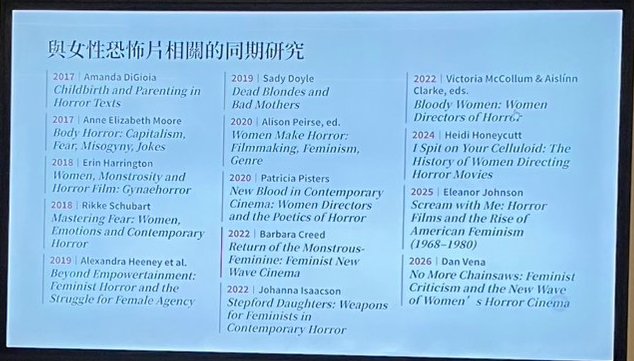 與女性恐怖片相關的同期研究
2017 | Amanda DiGioia
Childbirth and Parenting in
Horror Texts
2017 | Anne Elizabeth Moore
Body Horror: Capitalism,
Fear, Misogyny, Jokes
2018 | Erin Harrington
Women, Monstrosity and
Horror Film: Gynaehorror
2018 | Rikke Schubart
Mastering Fear: Women,
Emotions and Contemporary
Horror
2019 | Alexandra Heeney et al.
Beyond Empowertainment:
Feminist Horror and the
Struggle for Female Agency
2019 | Sady Doyle
Dead Blondes and
Bad Mothers
2020 | Alison Peirse, ed.
Women Make Horror:
Filmmaking, Feminism,
Genre
2020 | Patricia Pisters
New Blood in Contemporary
Cinema: Women Directors
and the Poetics of Horror
2022 | Barbara Creed
Return of the Monstrous-
Feminine: Feminist New
Wave Cinema
2022 | Johanna Isaacson
Stepford Daughters: Weapons
for Feminists in
Contemporary Horror
2022 | Victoria McCollum & Aislínn
Clarke, eds.
Bloody Women: Women
Directors of Horror
2024 | Heidi Honeycutt
I Spit on Your Celluloid: The
History of Women Directing
Horror Movies
2025 | Eleanor Johnson
Scream with Me: Horror
Films and the Rise of
American Feminism
(1968–1980)
2026 | Dan Vena
No More Chainsaws: Feminist
Criticism and the New Wave
of Women's Horror Cinema